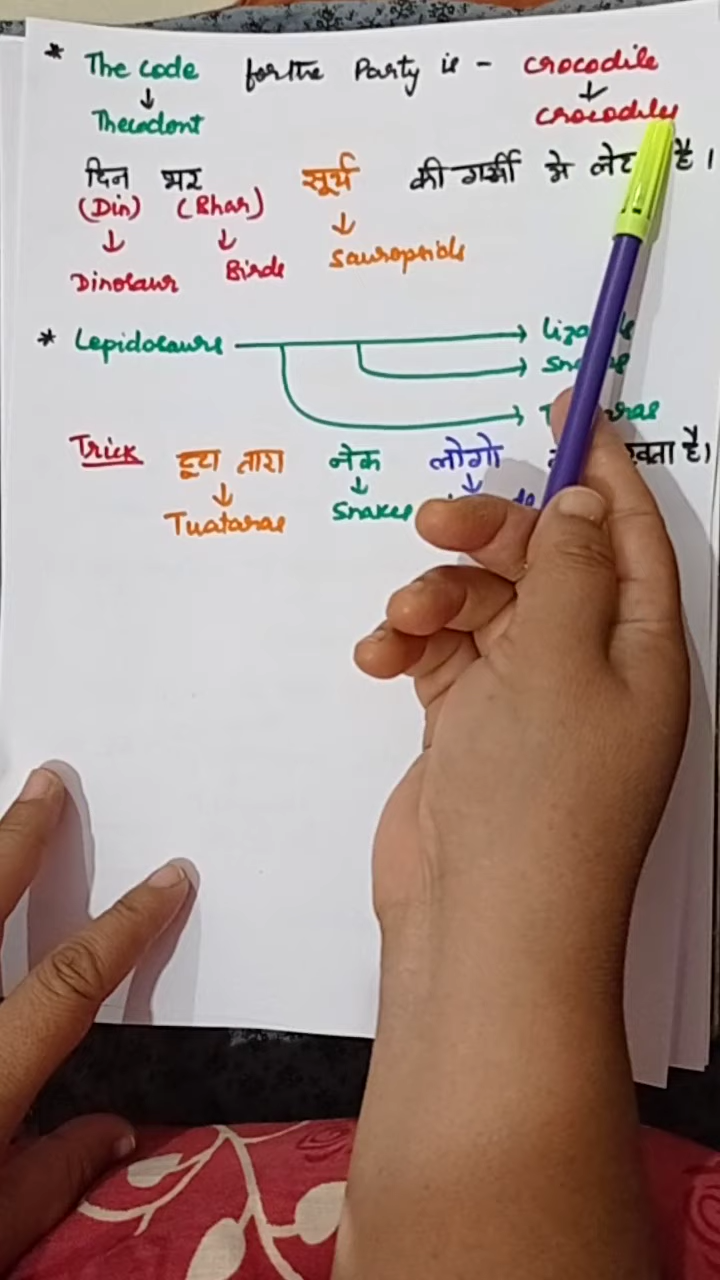 * The code for the Party is - crocodile
↓ ↓
Thecodont crocodiles
दिन भर सूर्य की गर्मी मे है।
(Din) (Bhar)
↓ ↓ ↓
Dinosaur Birds Sauropsids
* Lepidosaurs
Trick टूटा तारा नेक लोगो है।
↓ ↓ ↓
Tuataras Snakes